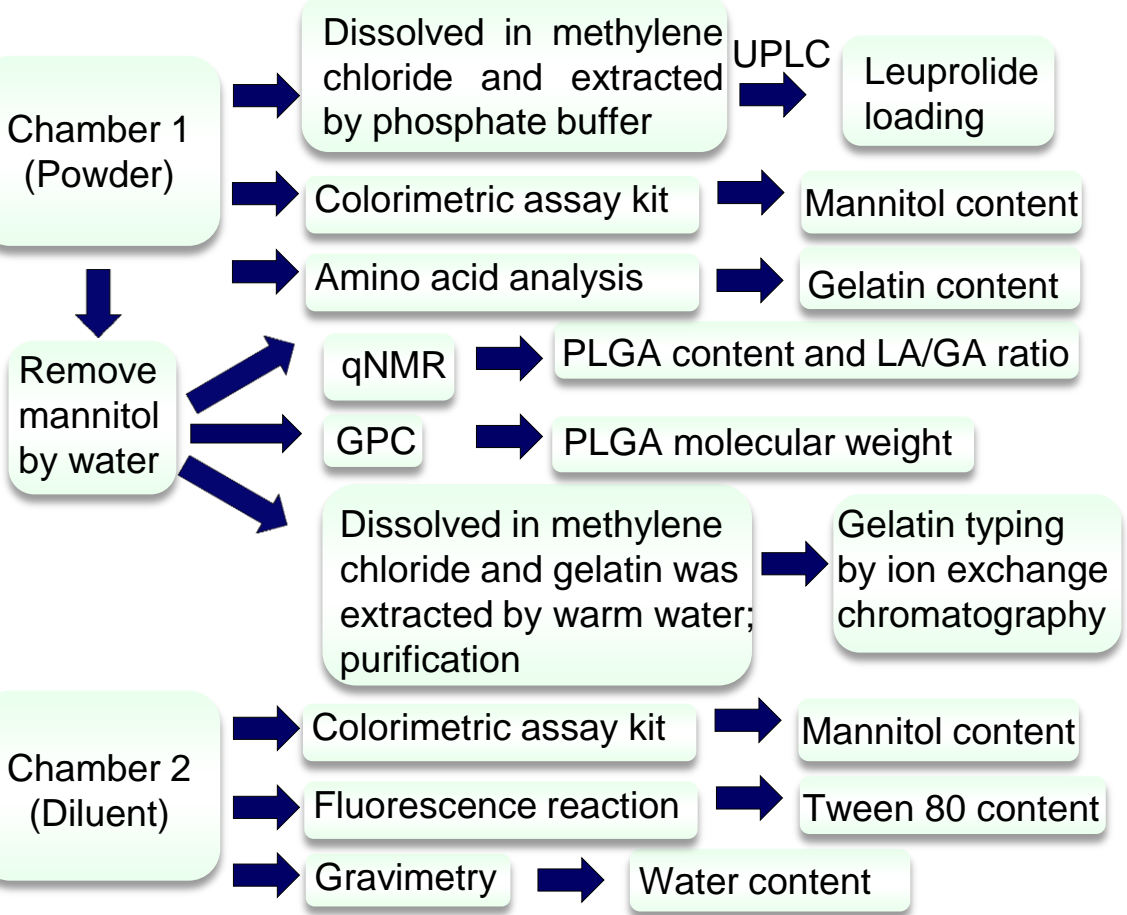 Chamber 1
(Powder)
Dissolved in methylene
chloride and extracted
by phosphate buffer
UPLC
Leuprolide
loading
Colorimetric assay kit
Mannitol content
Amino acid analysis
Gelatin content
Remove
mannitol
by water
qNMR
PLGA content and LA/GA ratio
GPC
PLGA molecular weight
Dissolved in methylene
chloride and gelatin was
extracted by warm water;
purification
Gelatin typing
by ion exchange
chromatography
Chamber 2
(Diluent)
Colorimetric assay kit
Mannitol content
Fluorescence reaction
Tween 80 content
Gravimetry
Water content